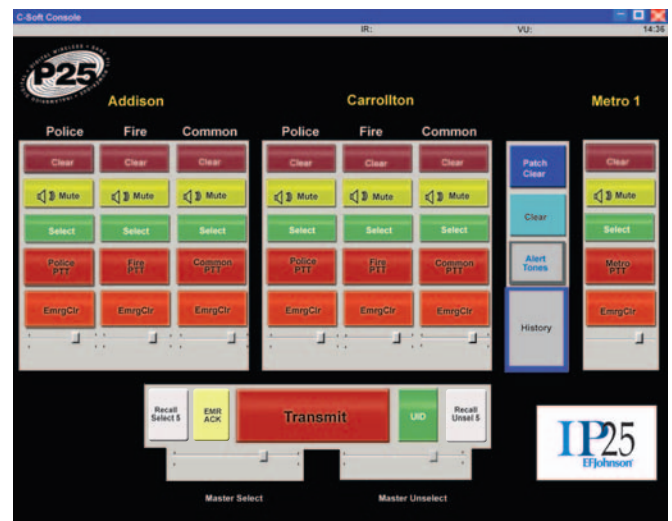 C-Soft Console
IR: VU: 14:36
P25
Addison Carrollton Metro 1
Police Fire Common Police Fire Common
Clear Clear Clear Clear Clear Clear Patch Clear Clear
Mute Mute Mute Mute Mute Mute Mute
Select Select Select Select Select Select Clear Select
Police PTT Fire PTT Common PTT Police PTT Fire PTT Common PTT Alert Tones Metro PTT
EmrgClr EmrgClr EmrgClr EmrgClr EmrgClr EmrgClr History EmrgClr
Recall Select 5 EMR ACK Transmit UID Recall Unsel 5
IP25
EFJohnson
Master Select Master Unselect